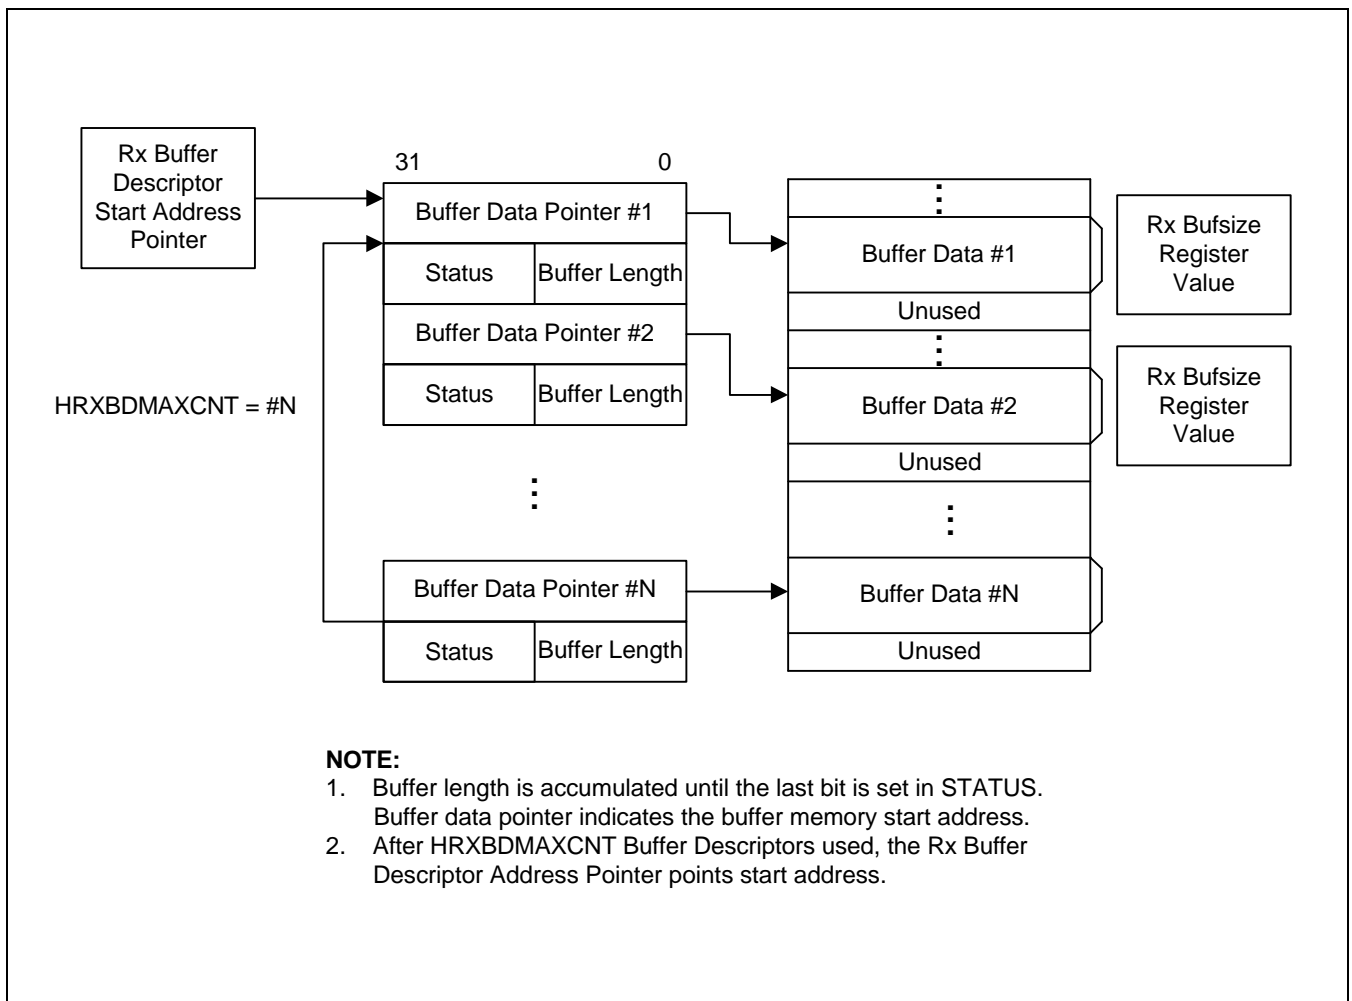 Rx Buffer
Descriptor
Start Address
Pointer
31 0
Buffer Data Pointer #1
Status Buffer Length
Buffer Data Pointer #2
Status Buffer Length
HRXBDMAXCNT = #N
Buffer Data Pointer #N
Status Buffer Length
Buffer Data #1
Unused
Buffer Data #2
Unused
Buffer Data #N
Unused
Rx Bufsize
Register
Value
Rx Bufsize
Register
Value
NOTE:
1. Buffer length is accumulated until the last bit is set in STATUS.
Buffer data pointer indicates the buffer memory start address.
2. After HRXBDMAXCNT Buffer Descriptors used, the Rx Buffer
Descriptor Address Pointer points start address.